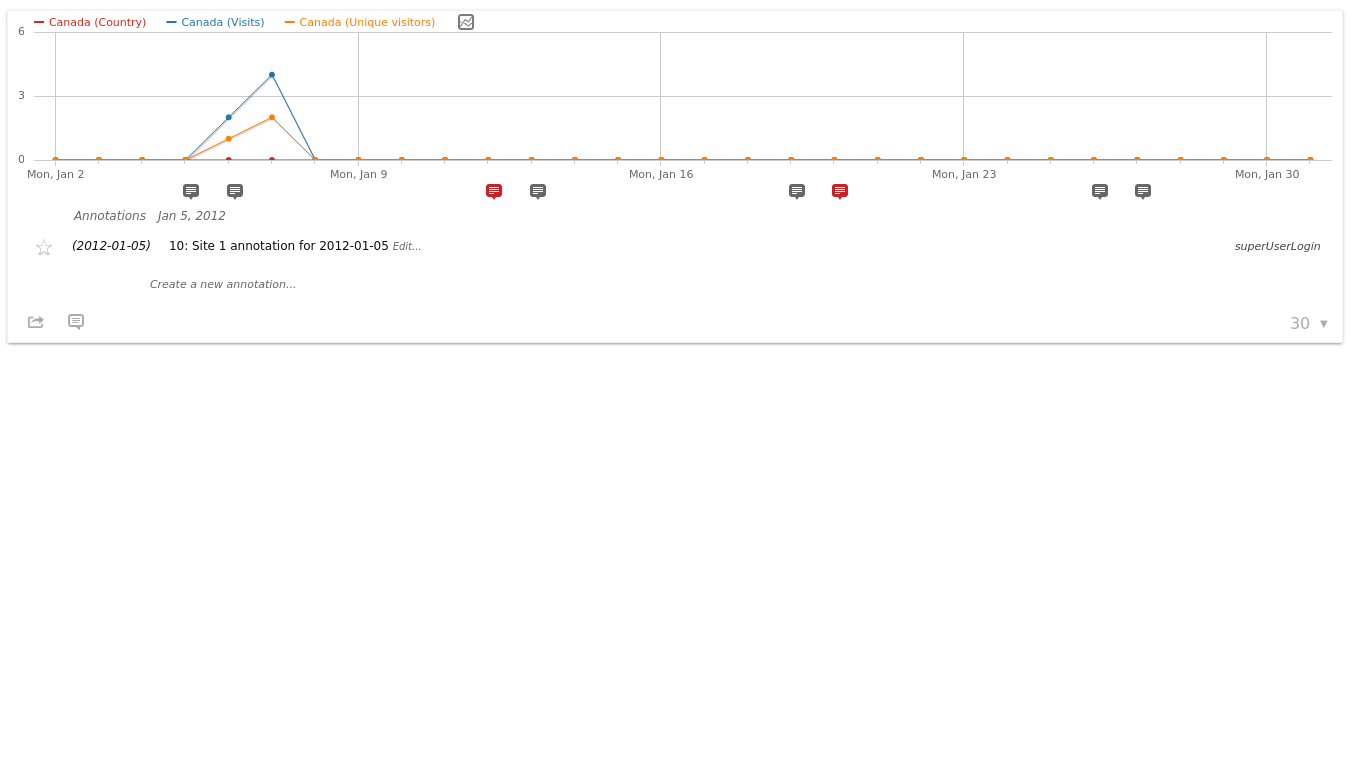 Canada (Country) Canada (Visits) Canada (Unique visitors)
6
3
0
Mon, Jan 2 Mon, Jan 9 Mon, Jan 16 Mon, Jan 23 Mon, Jan 30
Annotations Jan 5, 2012
(2012-01-05) 10: Site 1 annotation for 2012-01-05 Edit... superUserLogin
Create a new annotation...
30